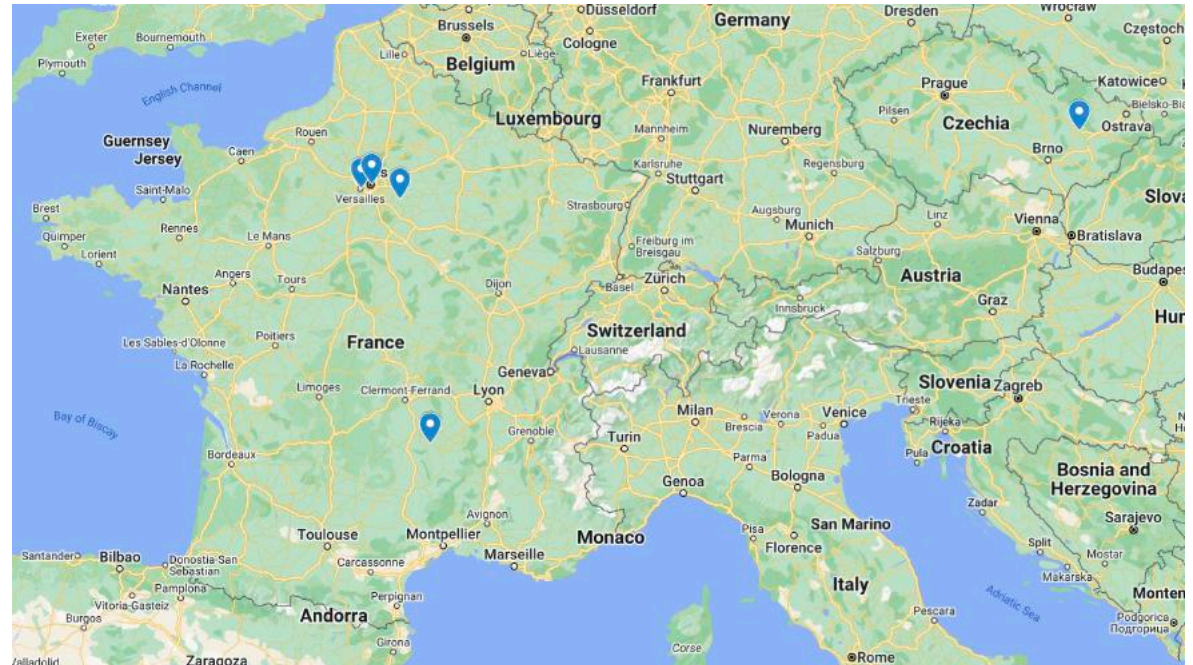 Exeter
Bournemouth
Plymouth
English Channel
Guernsey
Jersey
Brussels
Lille
Belgium
Liège
Düsseldorf
Cologne
Germany
Dresden
Wrocław
Częstoch
Frankfurt
Luxembourg
Mannheim
Nuremberg
Prague
Pilsen
Czechia
Katowice
Bielsko-Bia
Ostrava
Brno
Rouen
Caen
Saint-Malo
Versailles
Karlsruhe
Stuttgart
Regensburg
Strasbourg
Augsburg
Munich
Linz
Vienna
Slova
Bratislava
Brest
Quimper
Lorient
Rennes
Le Mans
Freiburg im
Breisgau
Salzburg
Austria
Budapes
Angers
Tours
Nantes
Dijon
Basel
Zürich
Innsbruck
Graz
Hun
Les Sables-d'Olonne
Poitiers
France
Switzerland
Lausanne
La Rochelle
Limoges
Clermont-Ferrand
Lyon
Geneva
Slovenia
Zagreb
Bay of Biscay
Milan
Verona
Venice
Trieste
Brescia
Padua
Rijeka
Bordeaux
Grenoble
Turin
Parma
Bologna
Pula
Croatia
Genoa
Bosnia and
Herzegovina
Avignon
Zadar
Sarajevo
Toulouse
Montpellier
Monaco
Pisa
San Marino
Florence
Split
Mostar
Santander
Bilbao
Donostia-San
Sebastian
Carcassonne
Marseille
Makarska
Pamplona
Vitoria-Gasteiz
Perpignan
Italy
Adriatic Sea
Monten
Burgos
Andorra
Pescara
Podgorica
Подгорица
Girona
Corse
Valladolid
Zaragoza
Rome